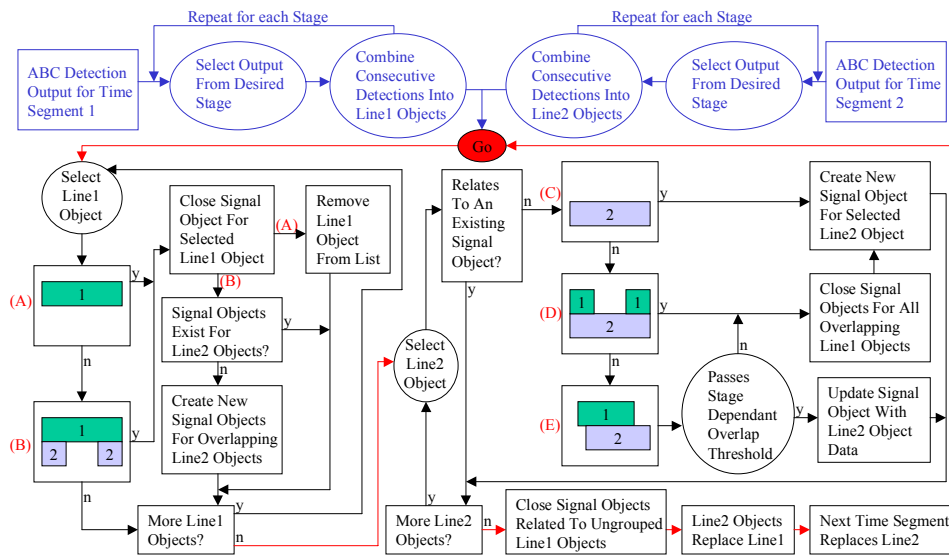 Repeat for each Stage
Repeat for each Stage
ABC Detection
Output for Time
Segment 1
Select Output
From Desired
Stage
Combine
Consecutive
Detections Into
Line1 Objects
Combine
Consecutive
Detections Into
Line2 Objects
Select Output
From Desired
Stage
ABC Detection
Output for Time
Segment 2
Go
Select
Line1
Object
Close Signal
Object For
Selected
Line1 Object
(A)
Remove
Line1
Object
From List
(A)
1
y
n
(B)
Signal Objects
Exist For
Line2 Objects?
y
n
(B)
1
2
2
y
n
Create New
Signal Objects
For Overlapping
Line2 Objects
More Line1
Objects?
y
n
Select
Line2
Object
Relates
To An
Existing
Signal
Object?
n
y
(C)
2
y
n
Create New
Signal Object
For Selected
Line2 Object
(D)
1
1
2
y
n
Close Signal
Objects For All
Overlapping
Line1 Objects
(E)
1
2
n
Passes
Stage
Dependant
Overlap
Threshold
y
Update Signal
Object With
Line2 Object
Data
y
More Line2
Objects?
n
Close Signal Objects
Related To Ungrouped
Line1 Objects
Line2 Objects
Replace Line1
Next Time Segment
Replaces Line2